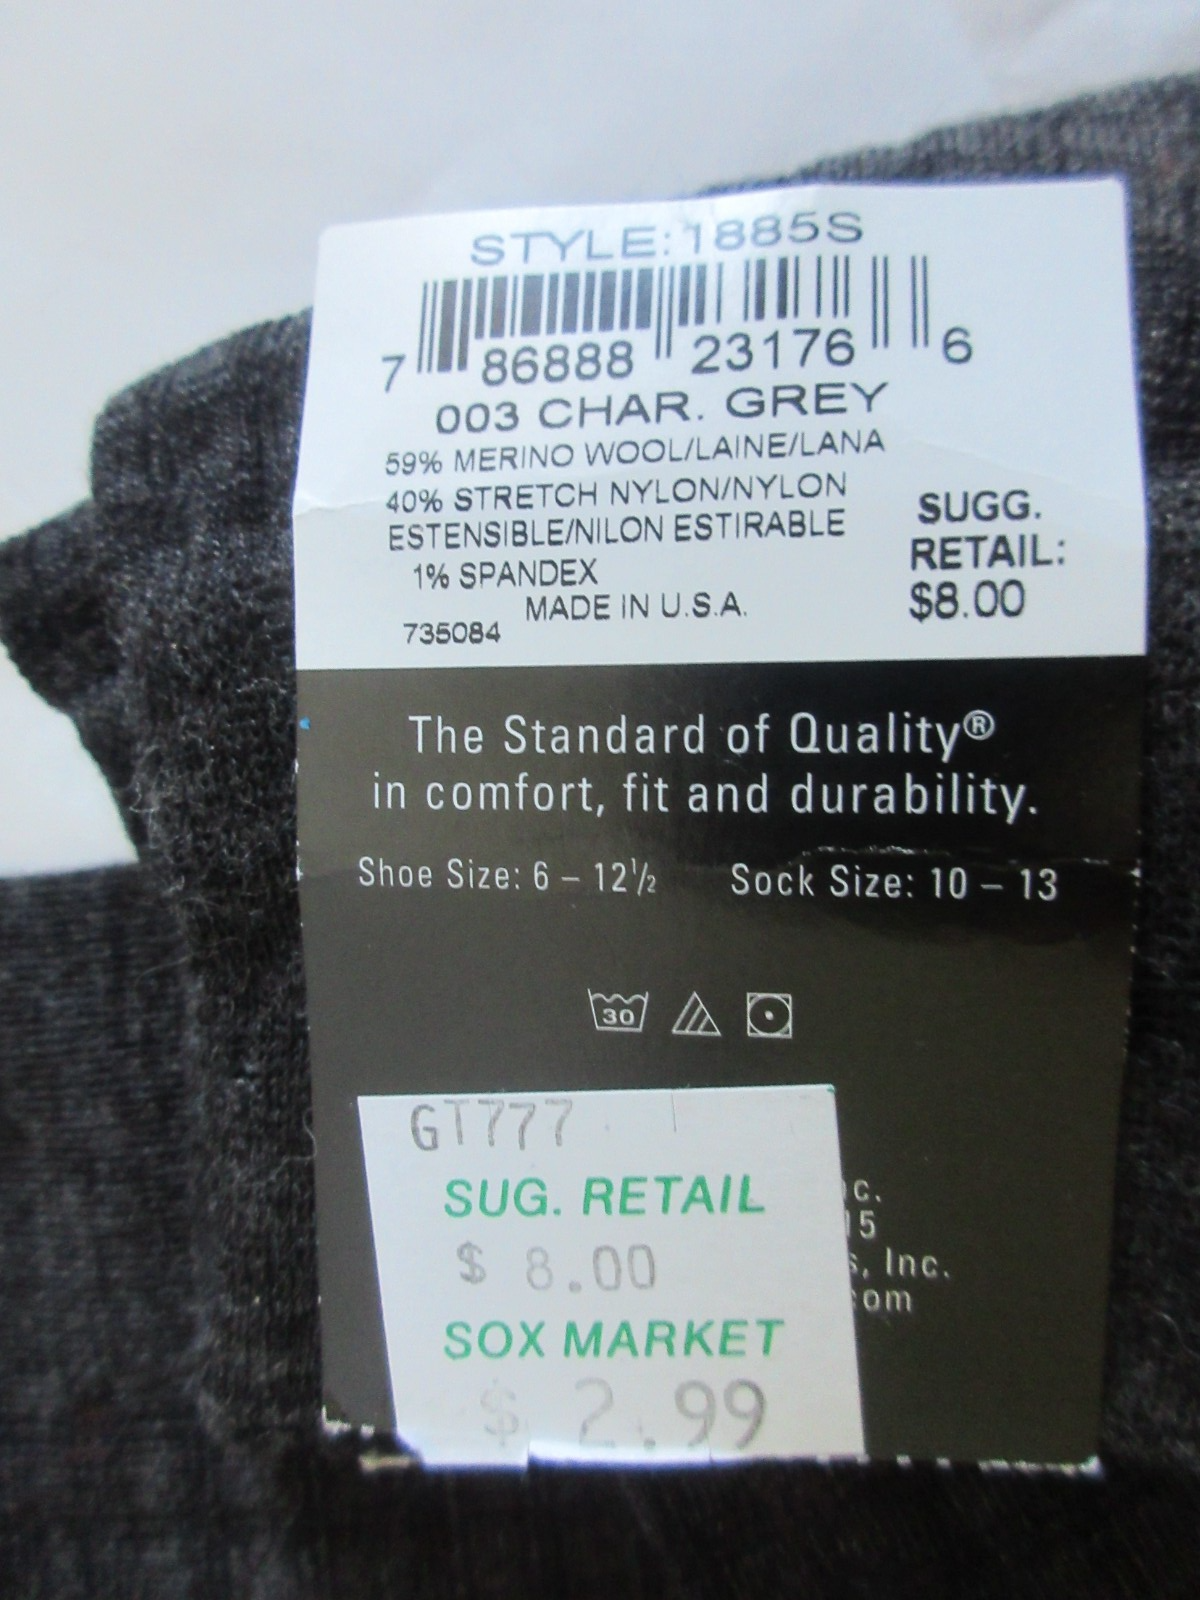 STYLE: 1885S
7 86888 23176 6
003 CHAR. GREY
59% MERINO WOOL/LAINE/LANA
40% STRETCH NYLON/NYLON
ESTENSIBLE/NILON ESTIRABLE
1% SPANDEX
MADE IN U.S.A.
735084
SUGG.
RETAIL:
$8.00
The Standard of Quality®
in comfort, fit and durability.
Shoe Size: 6 – 12½ Sock Size: 10 – 13
30
GT777
SUG. RETAIL
$ 8.00
SOX MARKET
$ 2.99
c.
15
s, Inc.
com